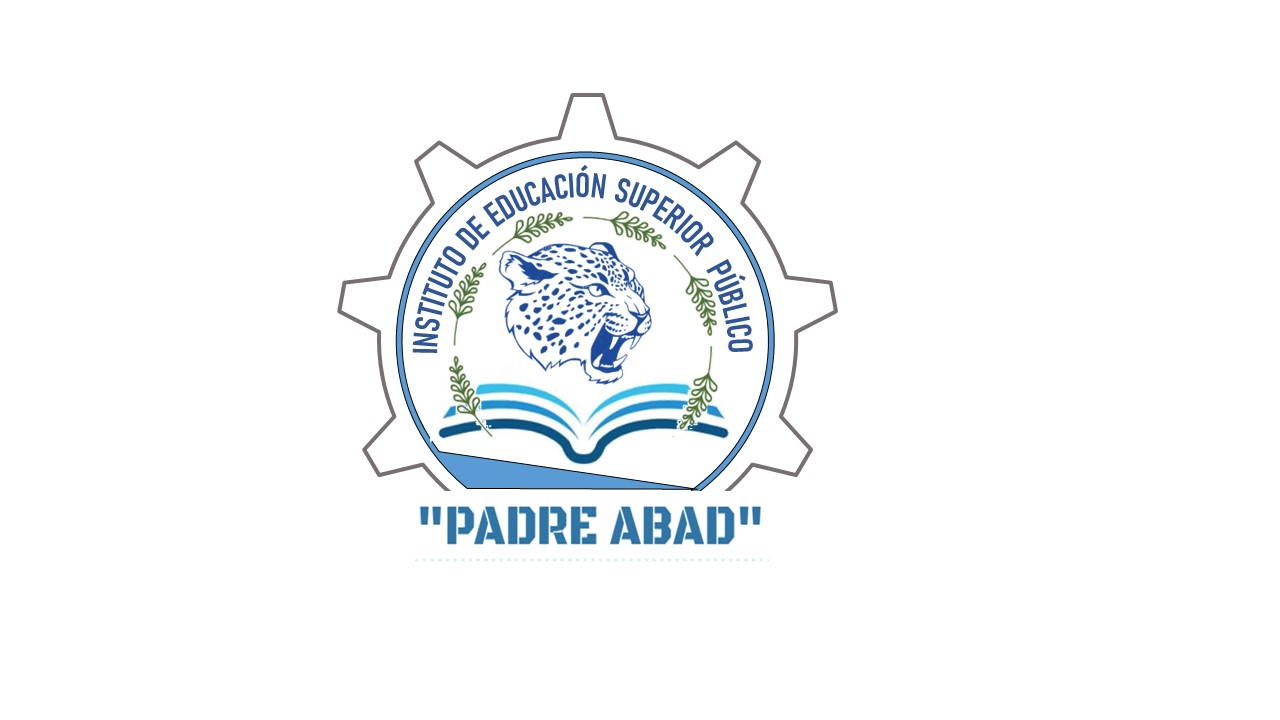 INSTITUTO DE EDUCACIÓN SUPERIOR PÚBLICO
"PADRE ABAD"